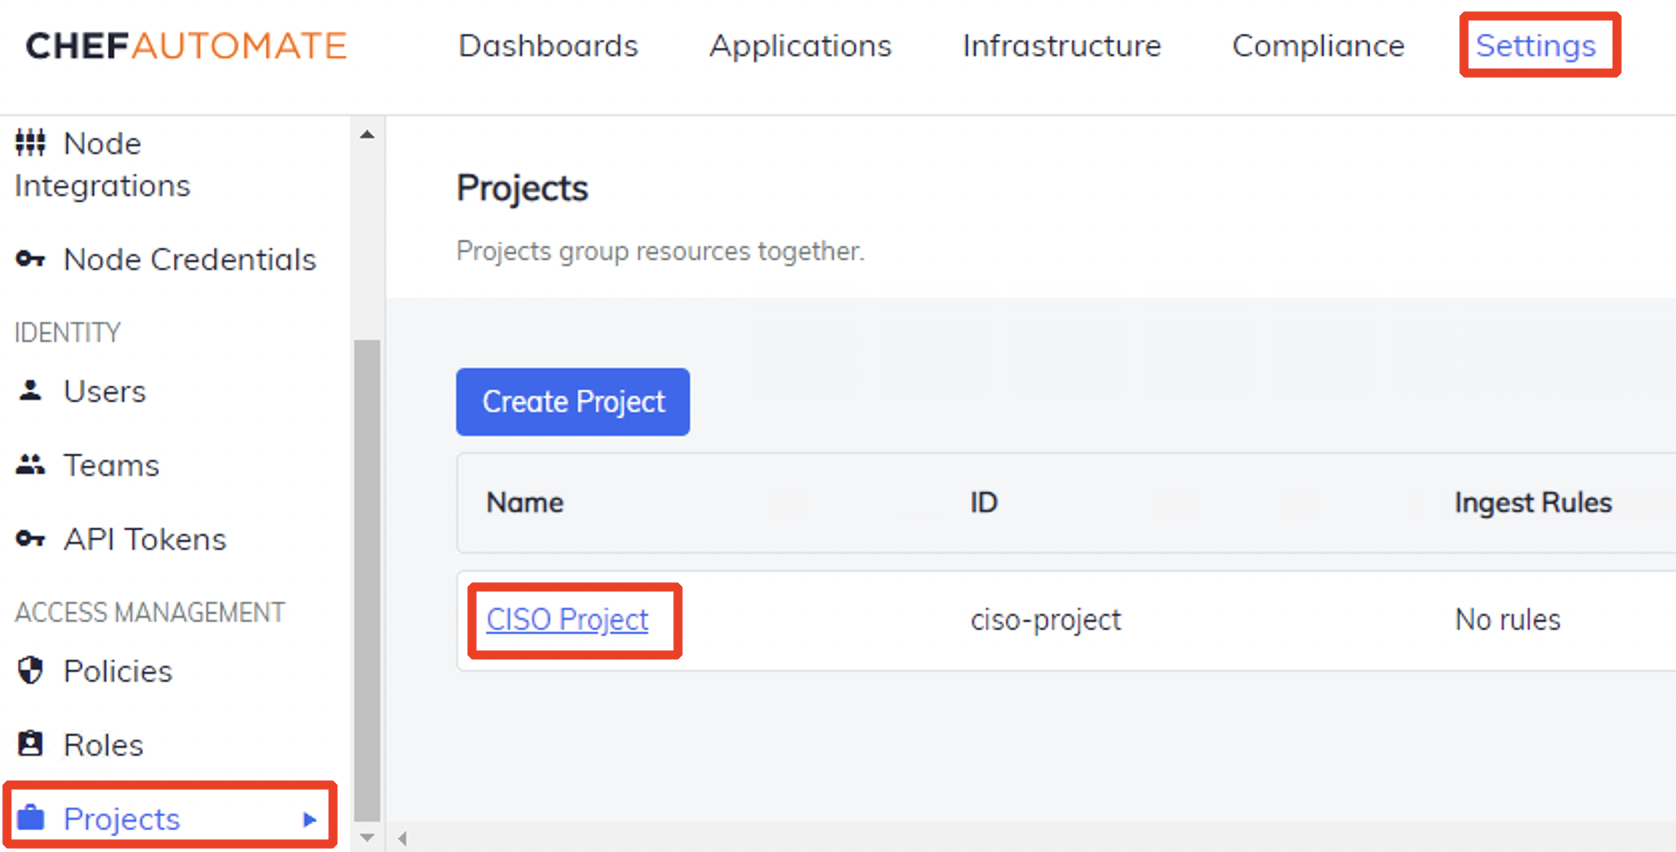 CHEFAUTOMATE
Dashboards
Applications
Infrastructure
Compliance
Settings
Node
Integrations
Node Credentials
IDENTITY
Users
Teams
API Tokens
ACCESS MANAGEMENT
Policies
Roles
Projects
Projects
Projects group resources together.
Create Project
Name ID Ingest Rules
CISO Project ciso-project No rules